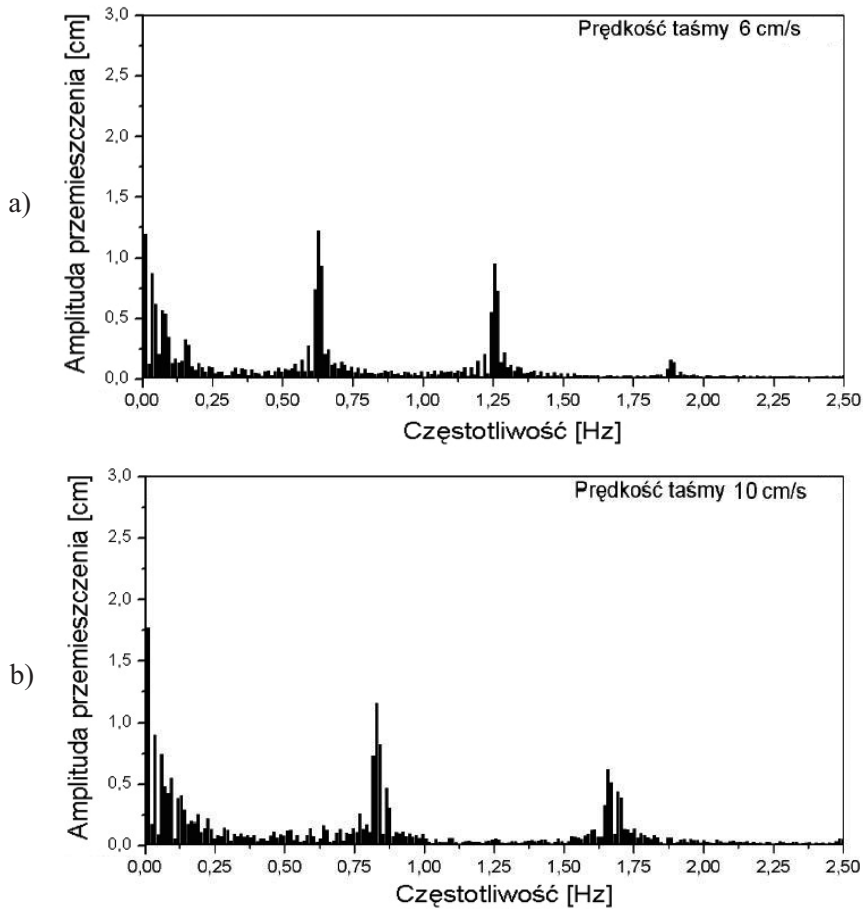 a)
Amplituda przemieszczenia [cm]
3,0
2,5
2,0
1,5
1,0
0,5
0,0
Prędkość taśmy 6 cm/s
0,00 0,25 0,50 0,75 1,00 1,25 1,50 1,75 2,00 2,25 2,50
Częstotliwość [Hz]
b)
Amplituda przemieszczenia [cm]
3,0
2,5
2,0
1,5
1,0
0,5
0,0
Prędkość taśmy 10 cm/s
0,00 0,25 0,50 0,75 1,00 1,25 1,50 1,75 2,00 2,25 2,50
Częstotliwość [Hz]